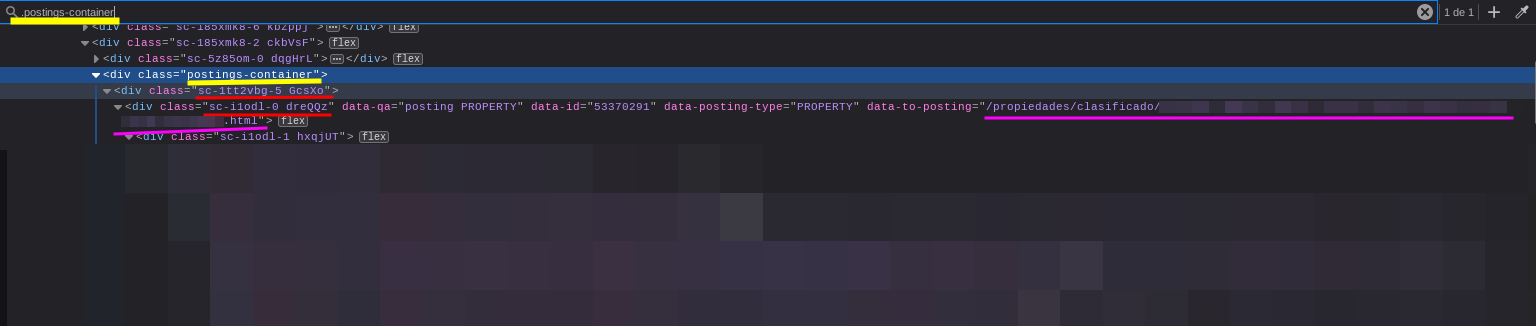 .postings-container 1 de 1
<div class="sc-185xmk8-6 kbzppj"></div> flex
<div class="sc-185xmk8-2 ckbVsF"> flex
<div class="sc-5z85om-0 dqgHrL"></div> flex
<div class="postings-container">
<div class="sc-1tt2vbg-5 GcsXo">
<div class="sc-i1odl-0 dreQQz" data-qa="posting PROPERTY" data-id="53370291" data-posting-type="PROPERTY" data-to-posting="/propiedades/clasificado/
.html"> flex
<div class="sc-i1odl-1 hxqjUT"> flex